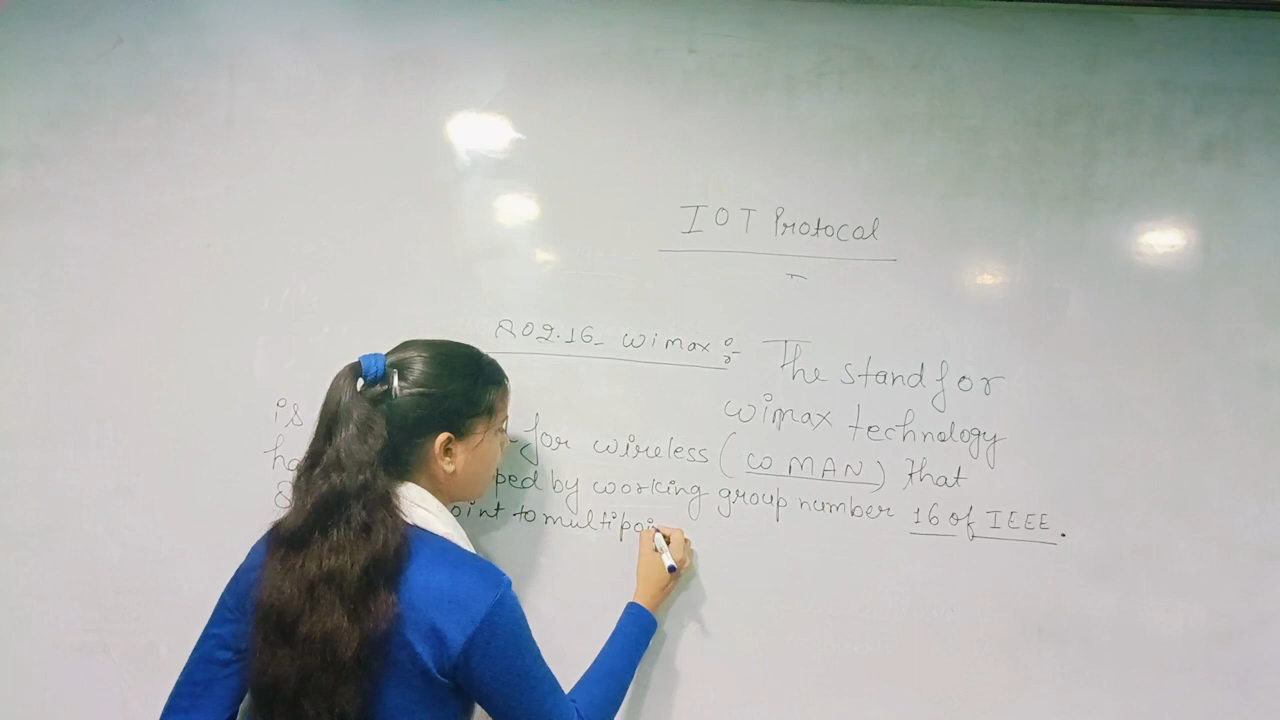 IOT Protocal
802.16- wimax :- The stand for
wimax technology
is for wireless (WMAN) that
ped by working group number 16 of IEEE.
oint to multipoi